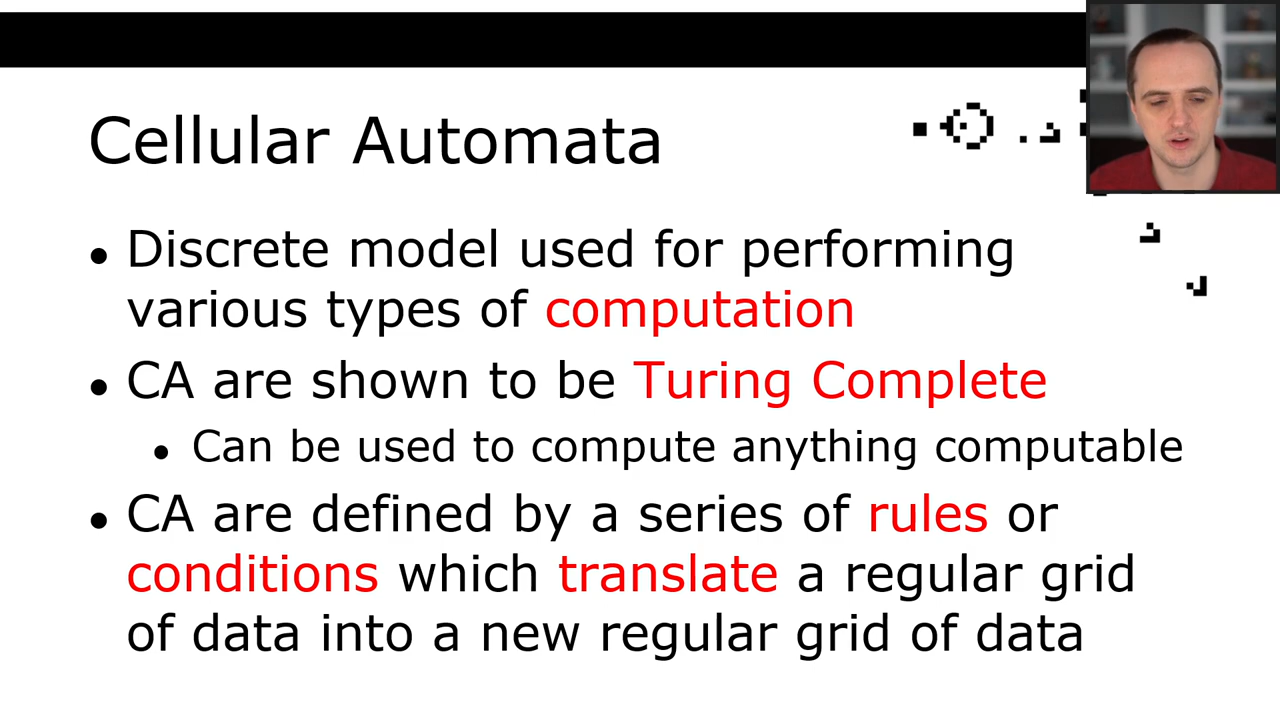 Cellular Automata
• Discrete model used for performing
various types of computation
• CA are shown to be Turing Complete
• Can be used to compute anything computable
• CA are defined by a series of rules or
conditions which translate a regular grid
of data into a new regular grid of data